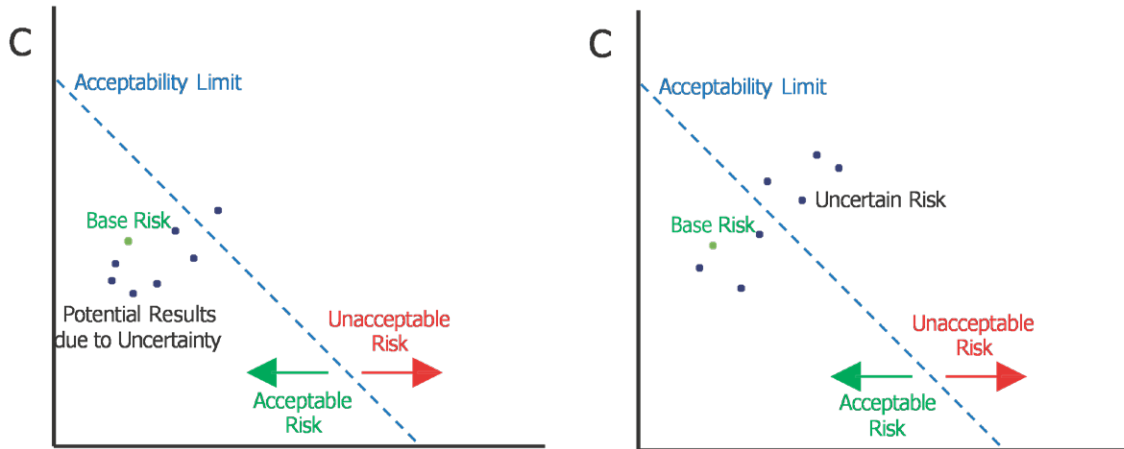 C
Acceptability Limit
Base Risk
Potential Results
due to Uncertainty
Unacceptable
Risk
Acceptable
Risk
C
Acceptability Limit
Uncertain Risk
Base Risk
Unacceptable
Risk
Acceptable
Risk